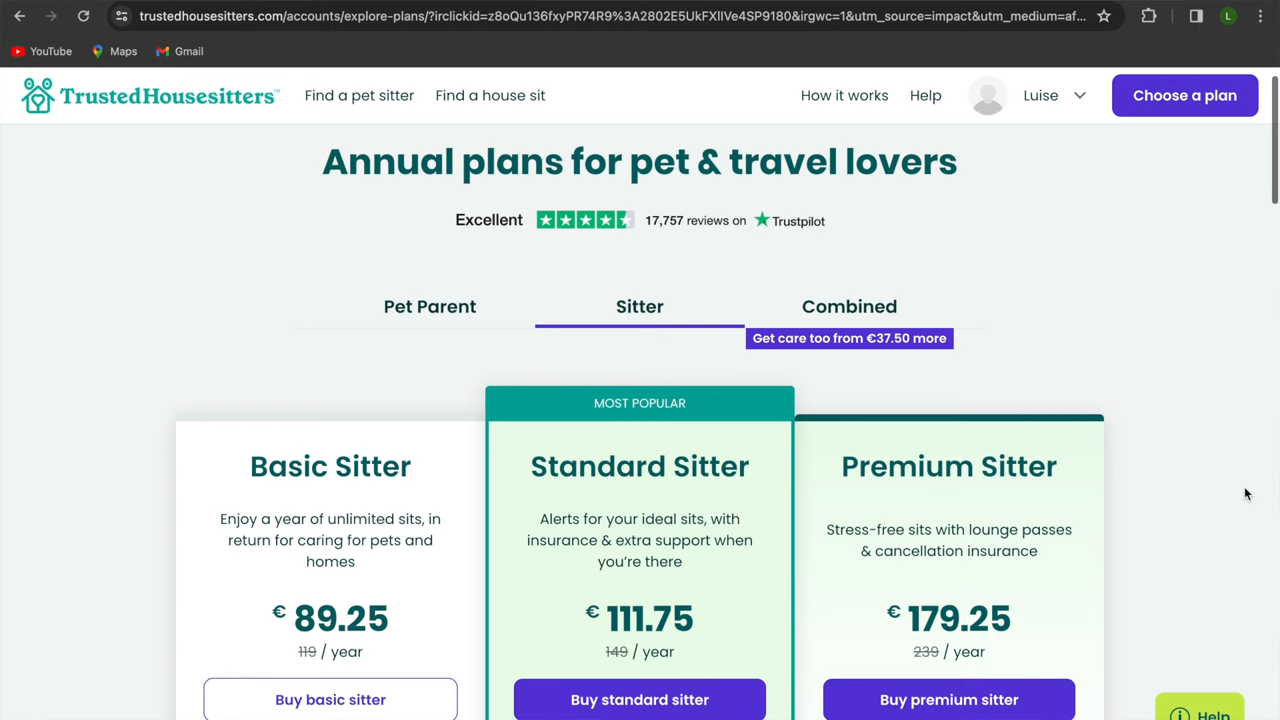 trustedhousesitters.com/accounts/explore-plans/?irclickid=z8oQu136fxyPR74R9%3A2802E5UkFXIlVe4SP9180&irgwc=1&utm_source=impact&utm_medium=af...
L
YouTube Maps Gmail
TrustedHousesitters™ Find a pet sitter Find a house sit How it works Help Luise Choose a plan
Annual plans for pet & travel lovers
Excellent 17,757 reviews on Trustpilot
Pet Parent Sitter Combined
Get care too from €37.50 more
MOST POPULAR
Basic Sitter
Enjoy a year of unlimited sits, in
return for caring for pets and
homes
€ 89.25
119 / year
Buy basic sitter
Standard Sitter
Alerts for your ideal sits, with
insurance & extra support when
you're there
€ 111.75
149 / year
Buy standard sitter
Premium Sitter
Stress-free sits with lounge passes
& cancellation insurance
€ 179.25
239 / year
Buy premium sitter
Help